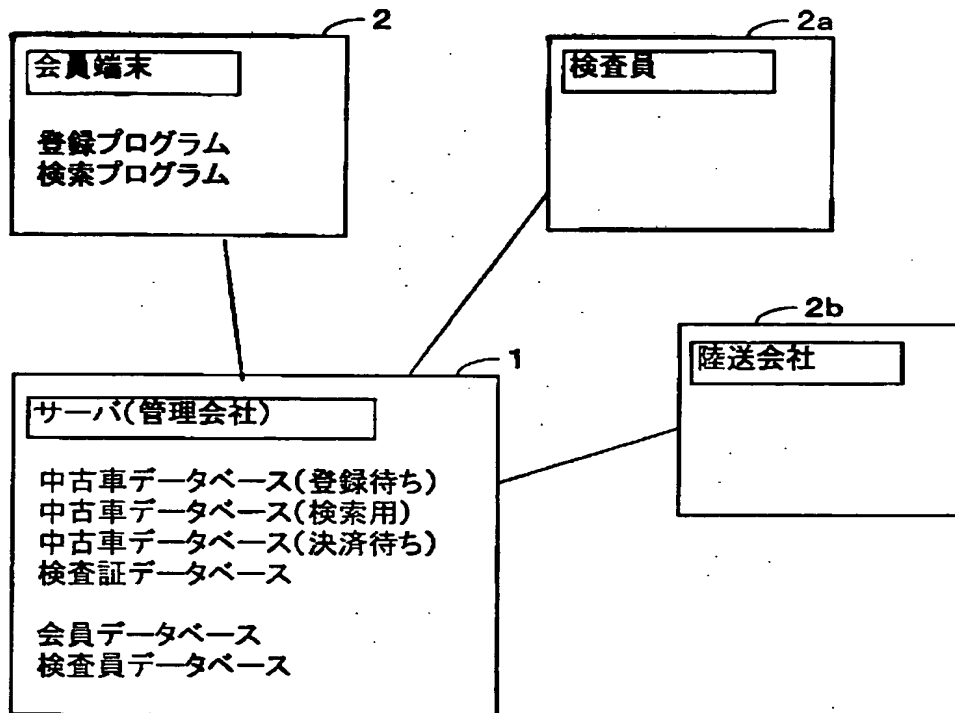 2
会員端末
登録プログラム
検索プログラム
2a
検査員
2b
陸送会社
1
サーバ(管理会社)
中古車データベース(登録待ち)
中古車データベース(検索用)
中古車データベース(決済待ち)
検査証データベース
会員データベース
検査員データベース